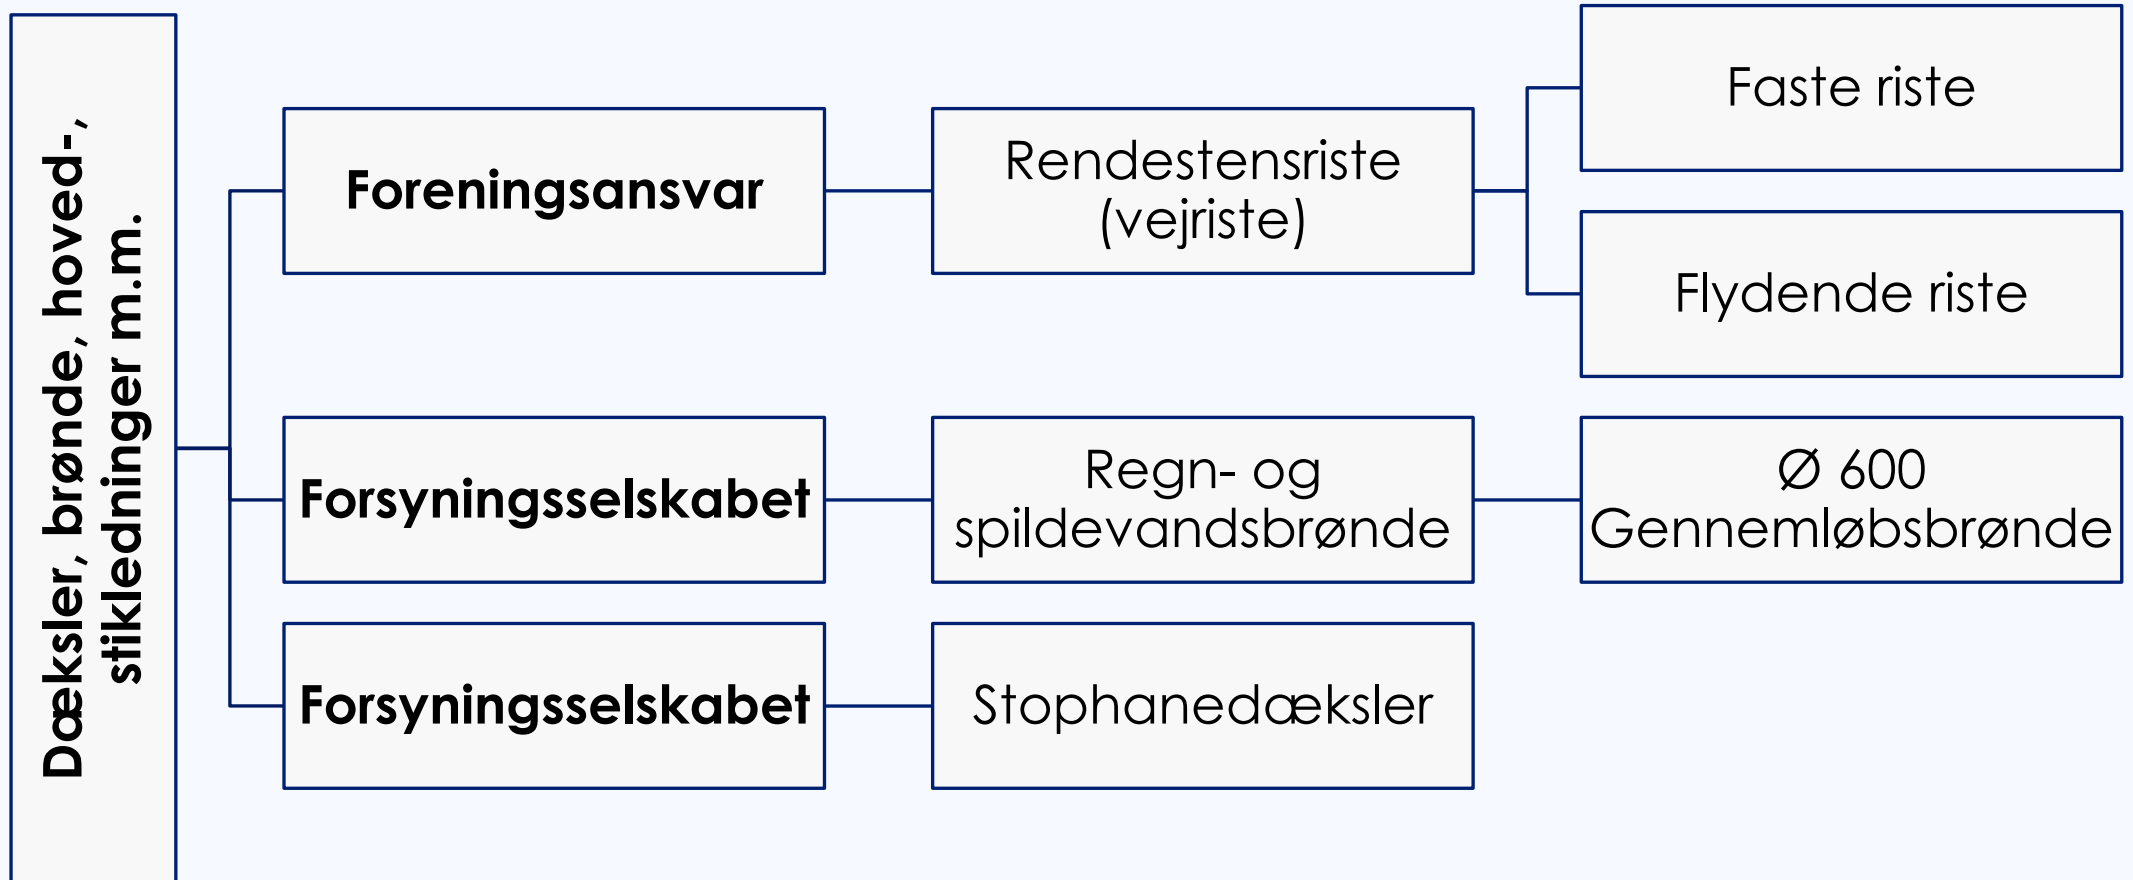 Dæksler, brønde, hoved-,
stikledninger m.m.
Foreningsansvar
Rendestensriste
(vejriste)
Faste riste
Flydende riste
Forsyningsselskabet
Regn- og
spildevandsbrønde
Ø 600
Gennemløbsbrønde
Forsyningsselskabet
Stophanedæksler